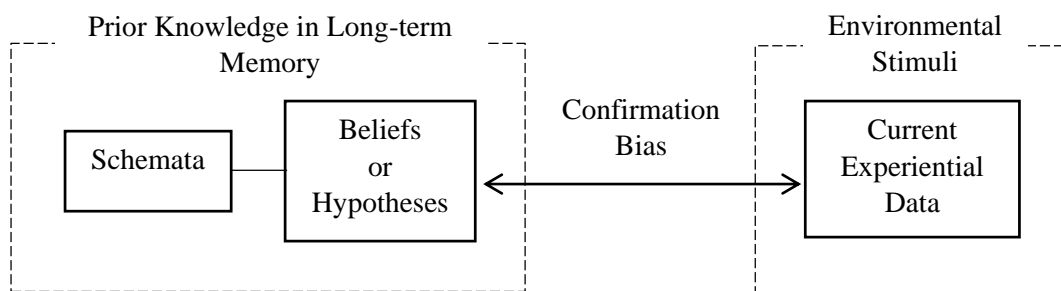 Prior Knowledge in Long-term
Memory
Environmental
Stimuli
Schemata
Beliefs
or
Hypotheses
Confirmation
Bias
Current
Experiential
Data